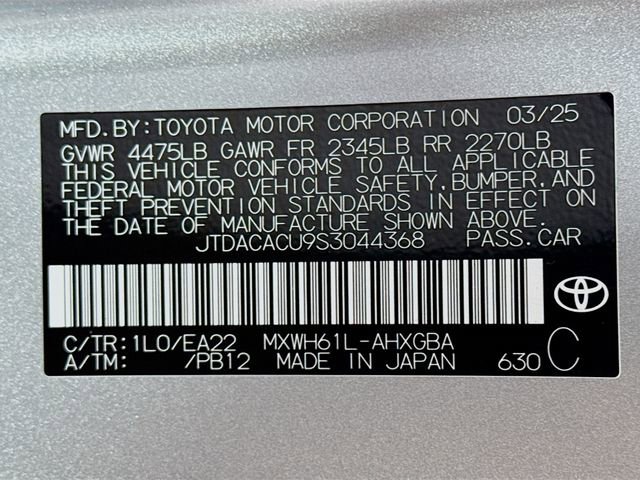 MFD.BY:TOYOTA MOTOR CORPORATION 03/25
GVWR 4475LB GAWR FR 2345LB RR 2270LB
THIS VEHICLE CONFORMS TO ALL APPLICABLE
FEDERAL MOTOR VEHICLE SAFETY,BUMPER,AND
THEFT PREVENTION STANDARDS IN EFFECT ON
THE DATE OF MANUFACTURE SHOWN ABOVE.
JTDACACU9S3044368 PASS.CAR
C/TR:1L0/EA22 MXWH61L-AHXGBA
A/TM: /PB12 MADE IN JAPAN 630 C